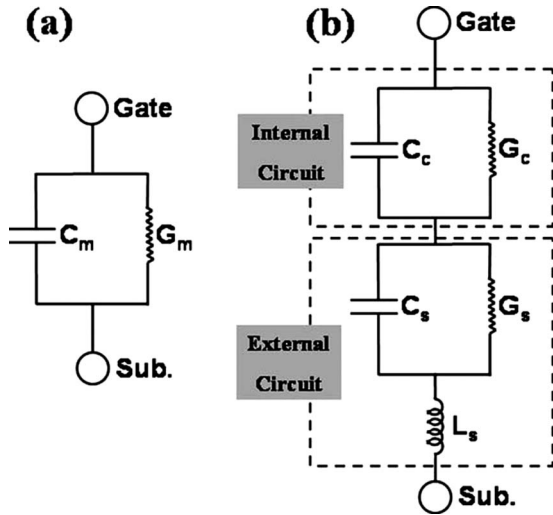 (a)
Gate
Cm
Gm
Sub.
(b)
Gate
Internal
Circuit
Cc
Gc
External
Circuit
Cs
Gs
Ls
Sub.